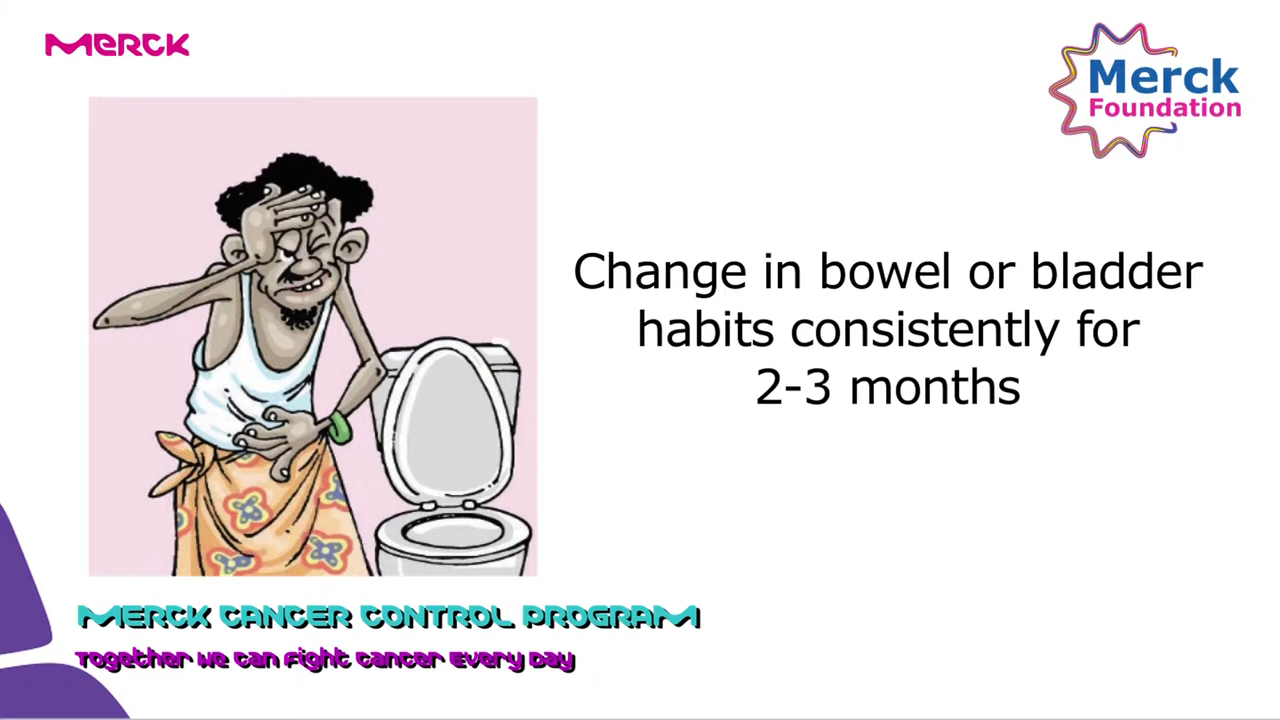 MERCK
Merck
Foundation
Change in bowel or bladder
habits consistently for
2-3 months
MERCK CANCER CONTROL PROGRAM
Together We Can Fight Cancer Every Day